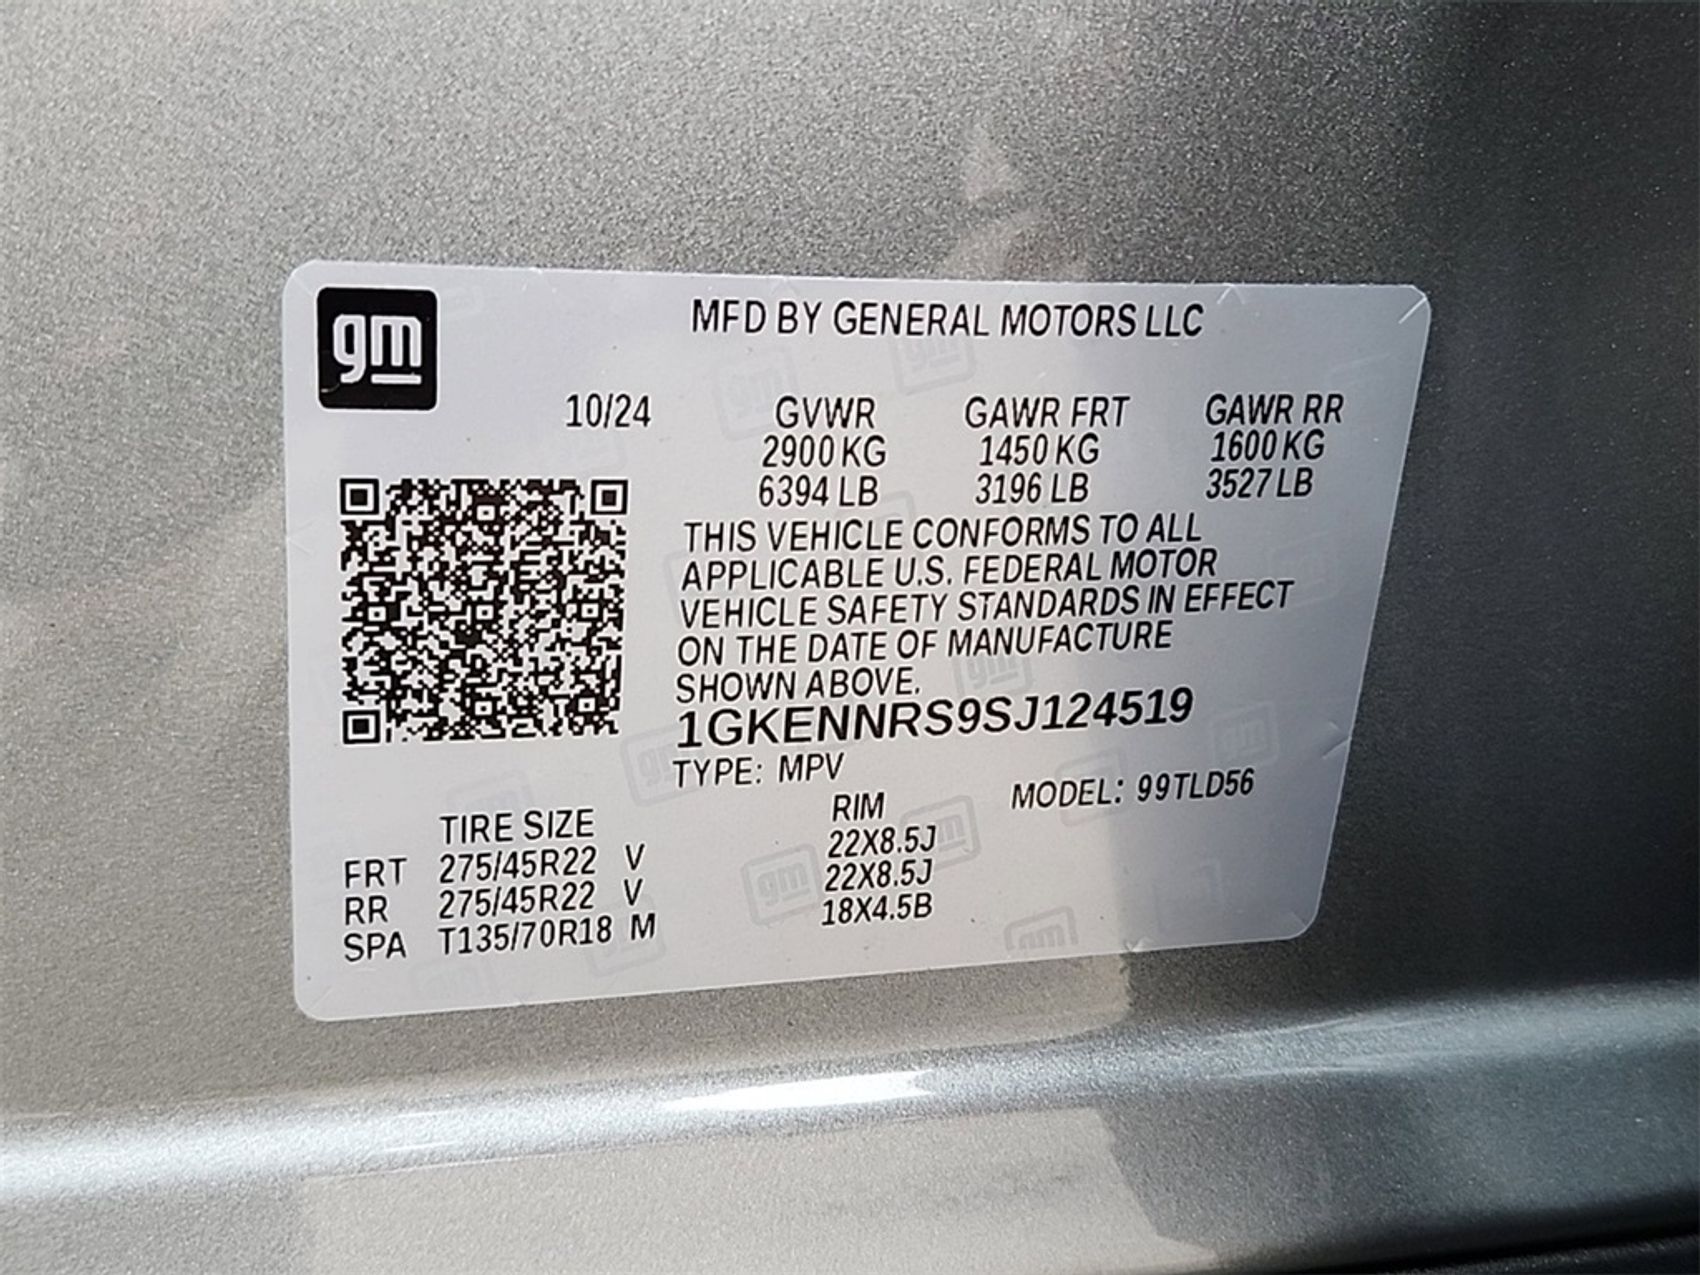 gm
MFD BY GENERAL MOTORS LLC
10/24 GVWR GAWR FRT GAWR RR
2900 KG 1450 KG 1600 KG
6394 LB 3196 LB 3527 LB
THIS VEHICLE CONFORMS TO ALL
APPLICABLE U.S. FEDERAL MOTOR
VEHICLE SAFETY STANDARDS IN EFFECT
ON THE DATE OF MANUFACTURE
SHOWN ABOVE.
1GKENNRS9SJ124519
TYPE: MPV MODEL: 99TLD56
TIRE SIZE RIM
FRT 275/45R22 V 22X8.5J
RR 275/45R22 V 22X8.5J
SPA T135/70R18 M 18X4.5B